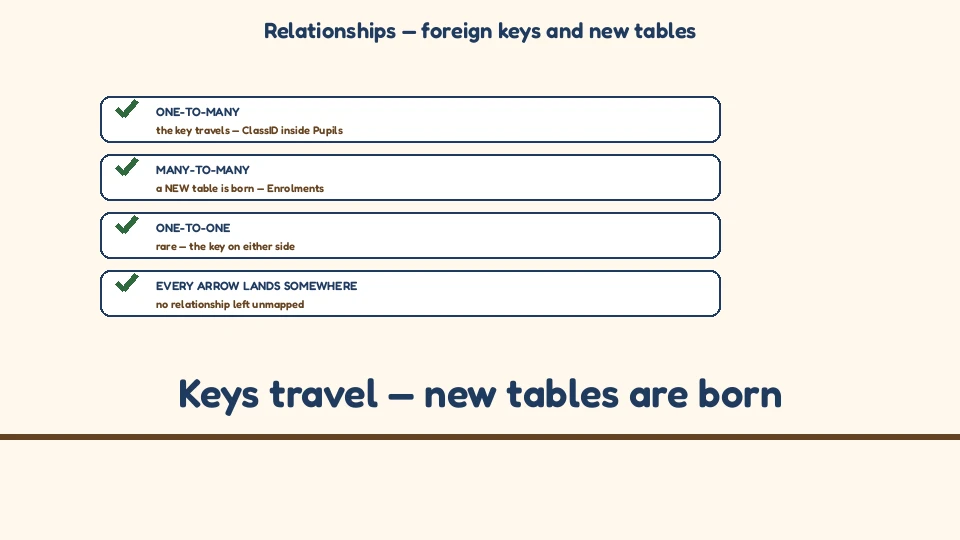 Relationships — foreign keys and new tables
ONE-TO-MANY
the key travels — ClassID inside Pupils
MANY-TO-MANY
a NEW table is born — Enrolments
ONE-TO-ONE
rare — the key on either side
EVERY ARROW LANDS SOMEWHERE
no relationship left unmapped
Keys travel — new tables are born